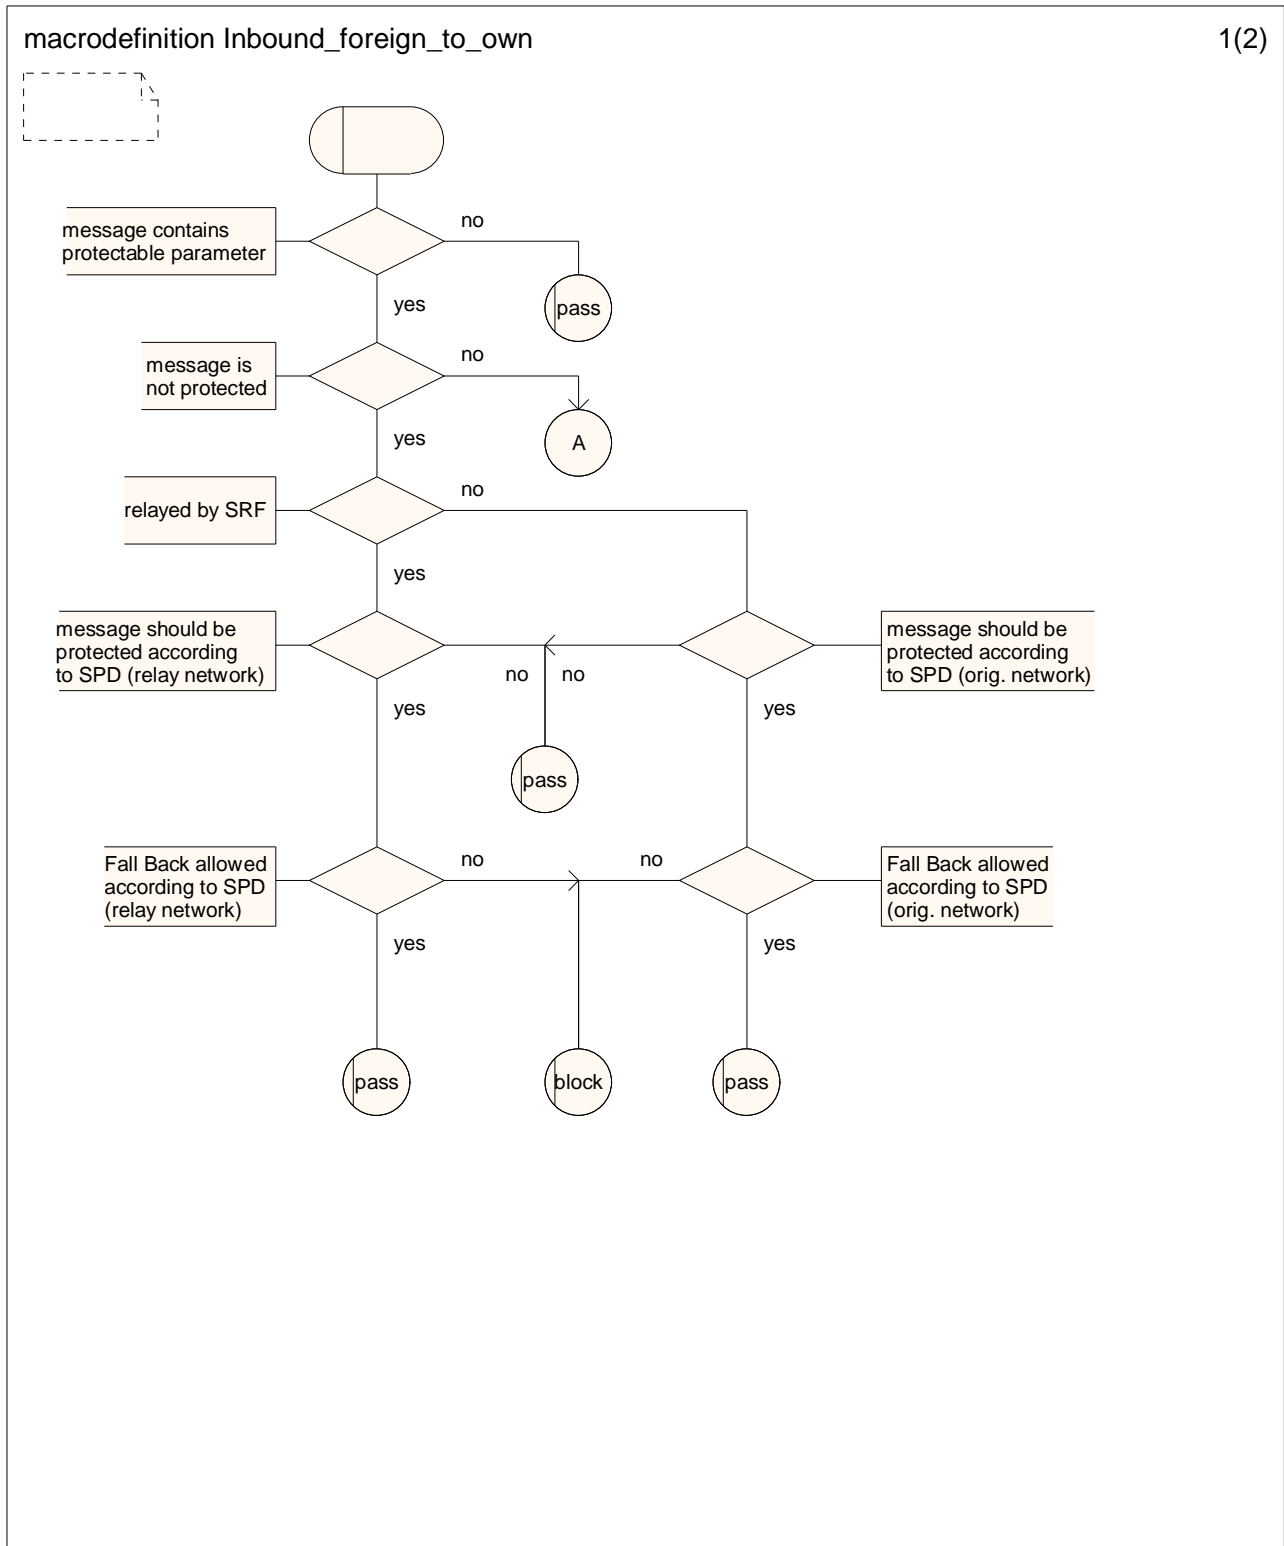 macrodefinition Inbound_foreign_to_own
1(2)
message contains
protectable parameter
no
yes
pass
message is
not protected
no
yes
A
relayed by SRF
no
yes
message should be
protected according
to SPD (relay network)
no
no
yes
message should be
protected according
to SPD (orig. network)
yes
pass
Fall Back allowed
according to SPD
(relay network)
no
no
yes
Fall Back allowed
according to SPD
(orig. network)
yes
pass
block
pass